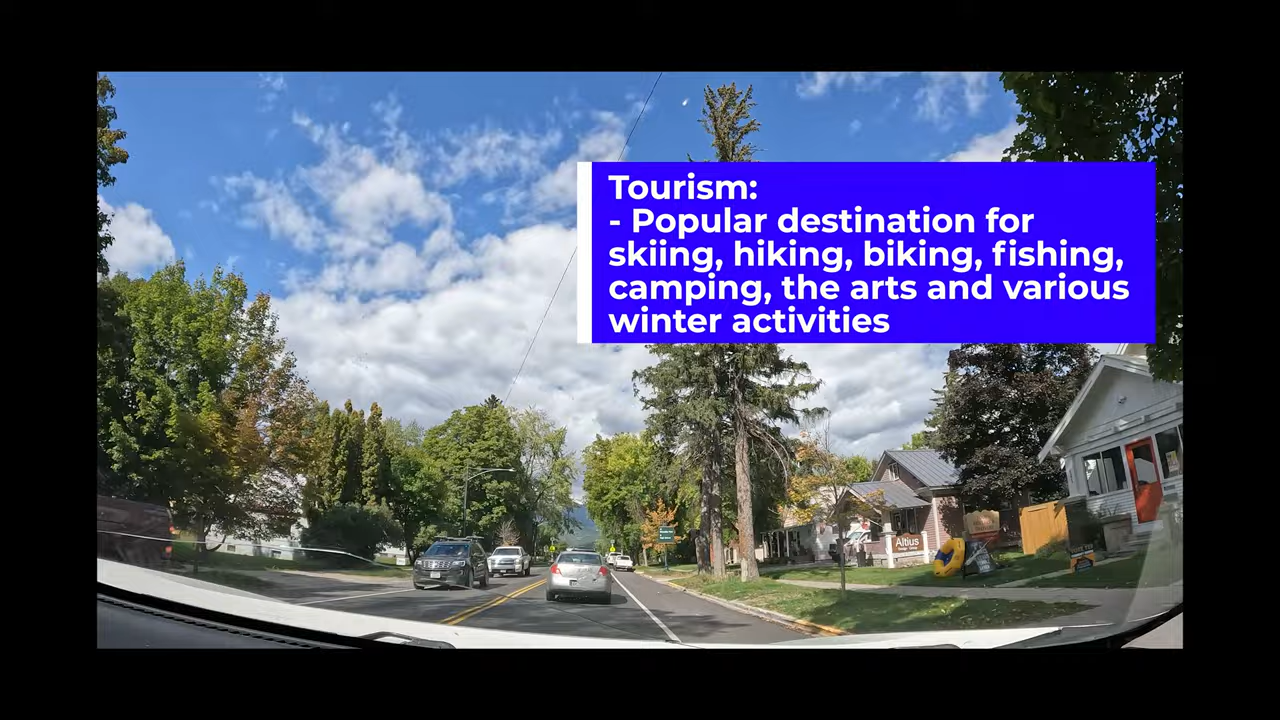 Tourism:
- Popular destination for
skiing, hiking, biking, fishing,
camping, the arts and various
winter activities
Altius